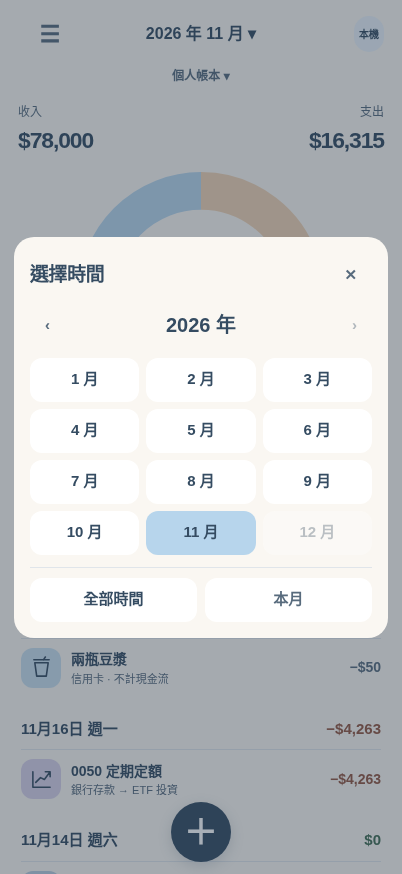 ☰
2026 年 11 月 ▾
本機
個人帳本 ▾
收入
支出
$78,000
$16,315
選擇時間
×
‹
2026 年
›
1 月
2 月
3 月
4 月
5 月
6 月
7 月
8 月
9 月
10 月
11 月
12 月
全部時間
本月
兩瓶豆漿
信用卡 · 不計現金流
−$50
11月16日 週一
−$4,263
0050 定期定額
銀行存款 → ETF 投資
−$4,263
11月14日 週六
$0